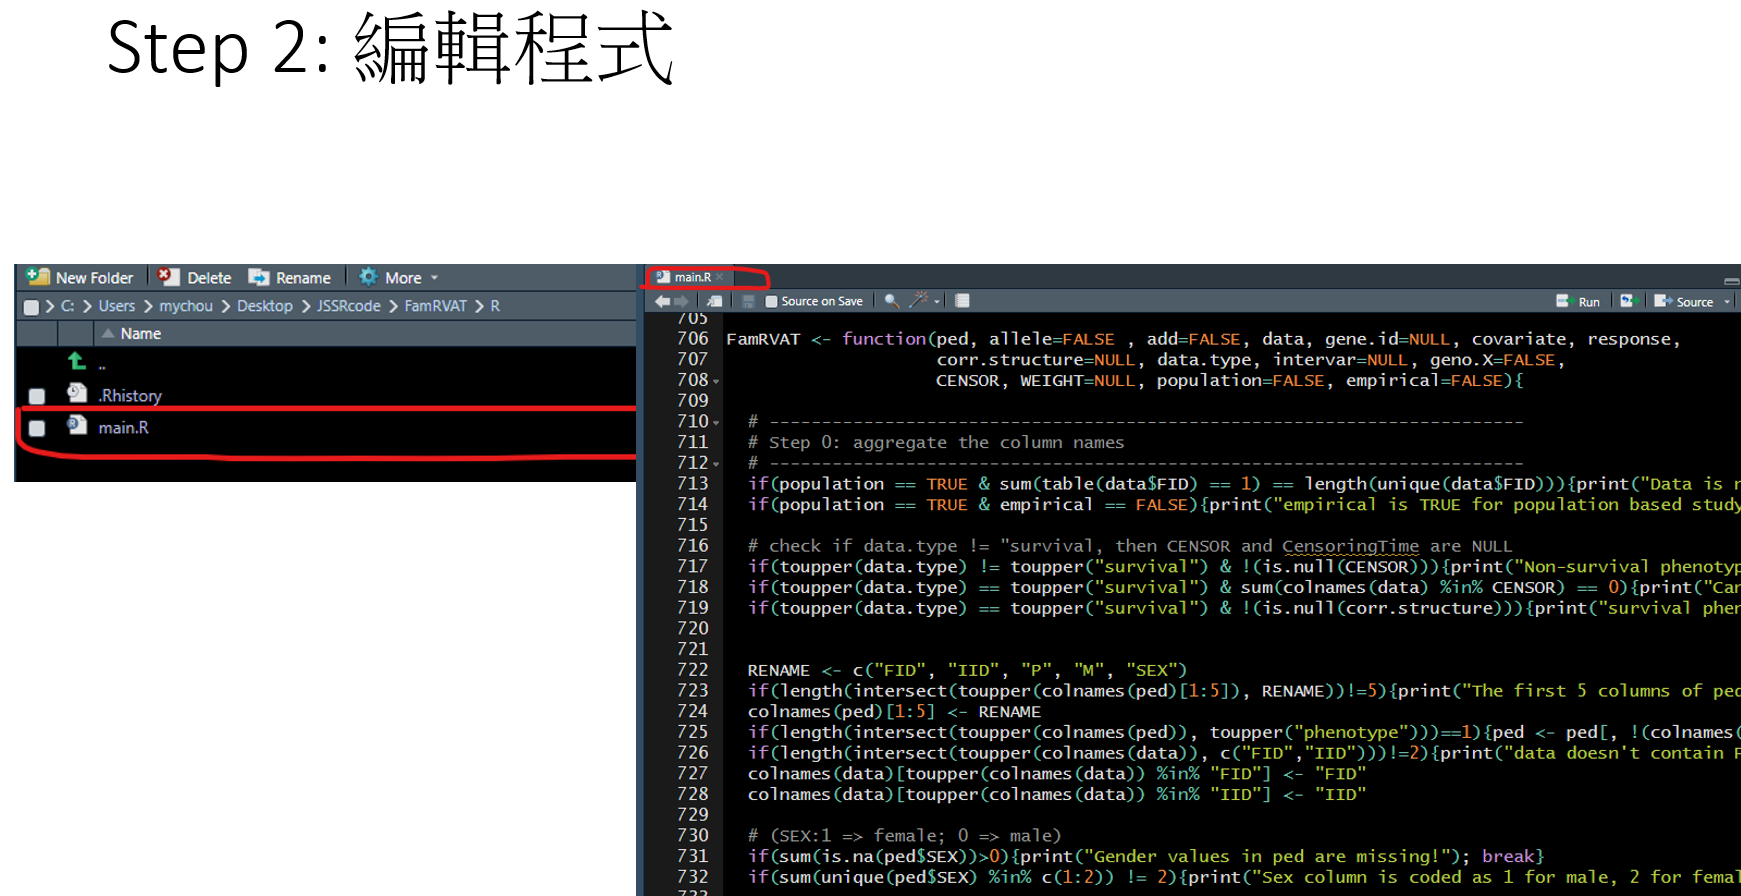 Step 2: 編輯程式
New Folder Delete Rename More
C: > Users > mychou > Desktop > JSSRcode > FamRVAT > R
Name
..
.Rhistory
main.R
main.R
Source on Save Run Source
705
706 FamRVAT <- function(ped, allele=FALSE , add=FALSE, data, gene.id=NULL, covariate, response,
707 corr.structure=NULL, data.type, intervar=NULL, geno.X=FALSE,
708 CENSOR, WEIGHT=NULL, population=FALSE, empirical=FALSE){
709
710 # ------------------------------------------------------------------------
711 # Step 0: aggregate the column names
712 # ------------------------------------------------------------------------
713 if(population == TRUE & sum(table(data$FID) == 1) == length(unique(data$FID))){print("Data is
714 if(population == TRUE & empirical == FALSE){print("empirical is TRUE for population based study
715
716 # check if data.type != "survival, then CENSOR and CensoringTime are NULL
717 if(toupper(data.type) != toupper("survival") & !(is.null(CENSOR))){print("Non-survival phenotyp
718 if(toupper(data.type) == toupper("survival") & sum(colnames(data) %in% CENSOR) == 0){print("Can
719 if(toupper(data.type) == toupper("survival") & !(is.null(corr.structure))){print("survival phen
720
721
722 RENAME <- c("FID", "IID", "P", "M", "SEX")
723 if(length(intersect(toupper(colnames(ped)[1:5]), RENAME))!=5){print("The first 5 columns of ped
724 colnames(ped)[1:5] <- RENAME
725 if(length(intersect(toupper(colnames(ped)), toupper("phenotype")))==1){ped <- ped[, !(colnames(
726 if(length(intersect(toupper(colnames(data)), c("FID","IID")))!=2){print("data doesn't contain F
727 colnames(data)[toupper(colnames(data)) %in% "FID"] <- "FID"
728 colnames(data)[toupper(colnames(data)) %in% "IID"] <- "IID"
729
730 # (SEX:1 => female; 0 => male)
731 if(sum(is.na(ped$SEX))>0){print("Gender values in ped are missing!"); break}
732 if(sum(unique(ped$SEX) %in% c(1:2)) != 2){print("Sex column is coded as 1 for male, 2 for femal